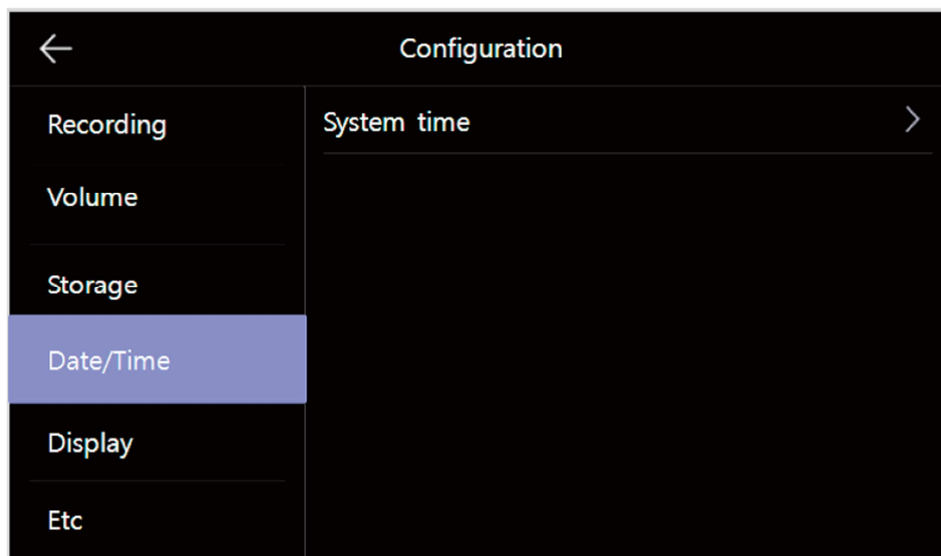 Configuration
Recording
Volume
Storage
Date/Time
Display
Etc
System time